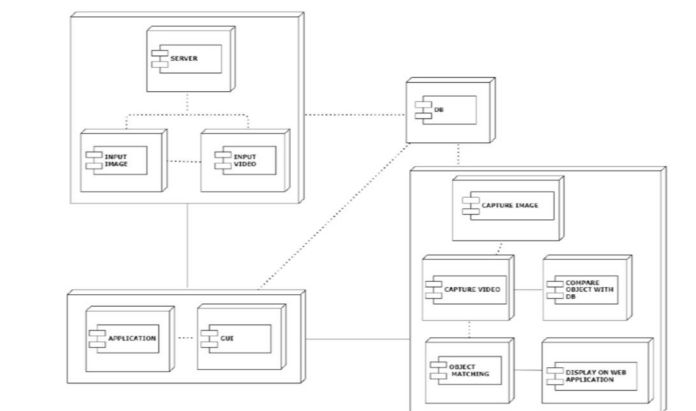 SERVER
INPUT
IMAGE
INPUT
VIDEO
DB
CAPTURE IMAGE
CAPTURE VIDEO
COMPARE
OBJECT WITH
DB
APPLICATION
GUI
OBJECT
MATCHING
DISPLAY ON WEB
APPLICATION